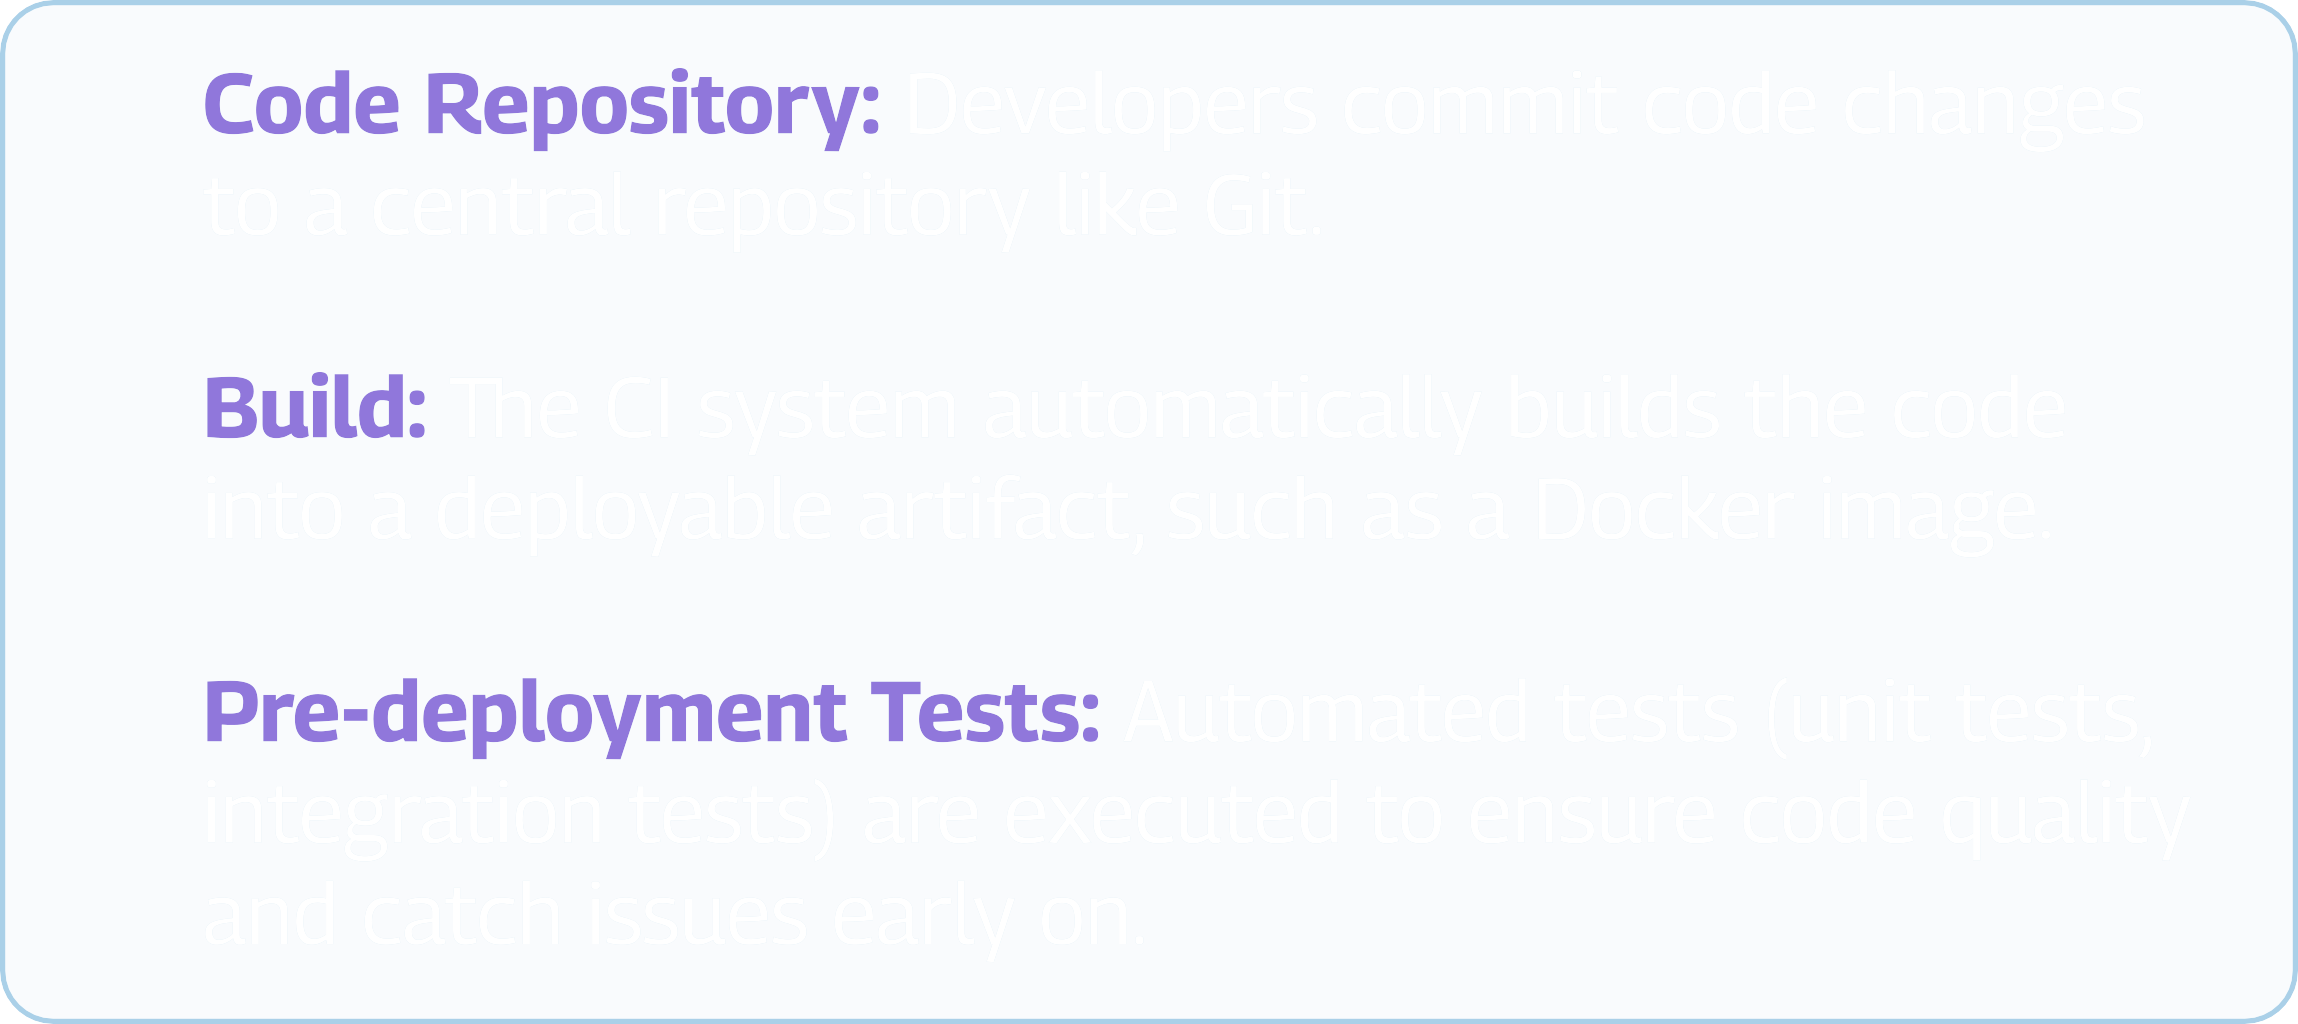 Code Repository: Developers commit code changes
to a central repository like Git.
Build: The CI system automatically builds the code
into a deployable artifact, such as a Docker image.
Pre-deployment Tests: Automated tests (unit tests,
integration tests) are executed to ensure code quality
and catch issues early on.